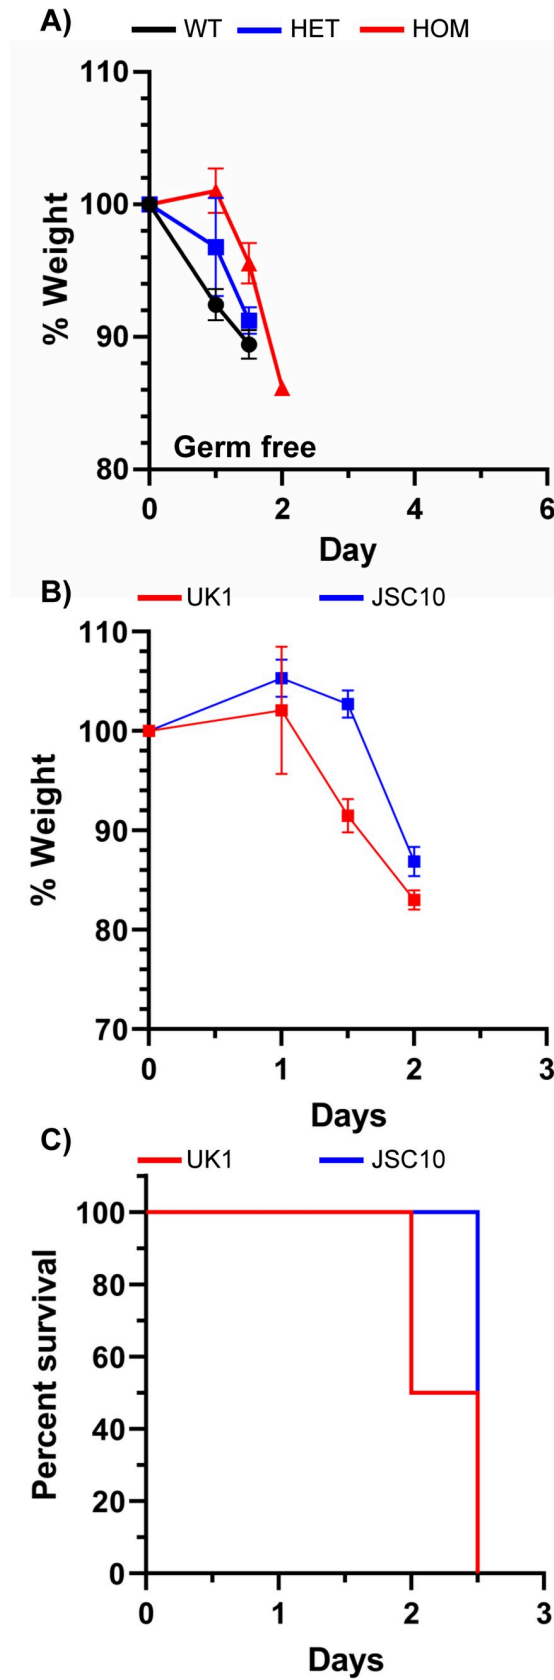 A)
WT HET HOM
110
100
90
80
% Weight
Germ free
0 2 4 6
Day
B)
UK1 JSC10
110
100
90
80
70
% Weight
0 1 2 3
Days
C)
UK1 JSC10
100
80
60
40
20
0
Percent survival
0 1 2 3
Days